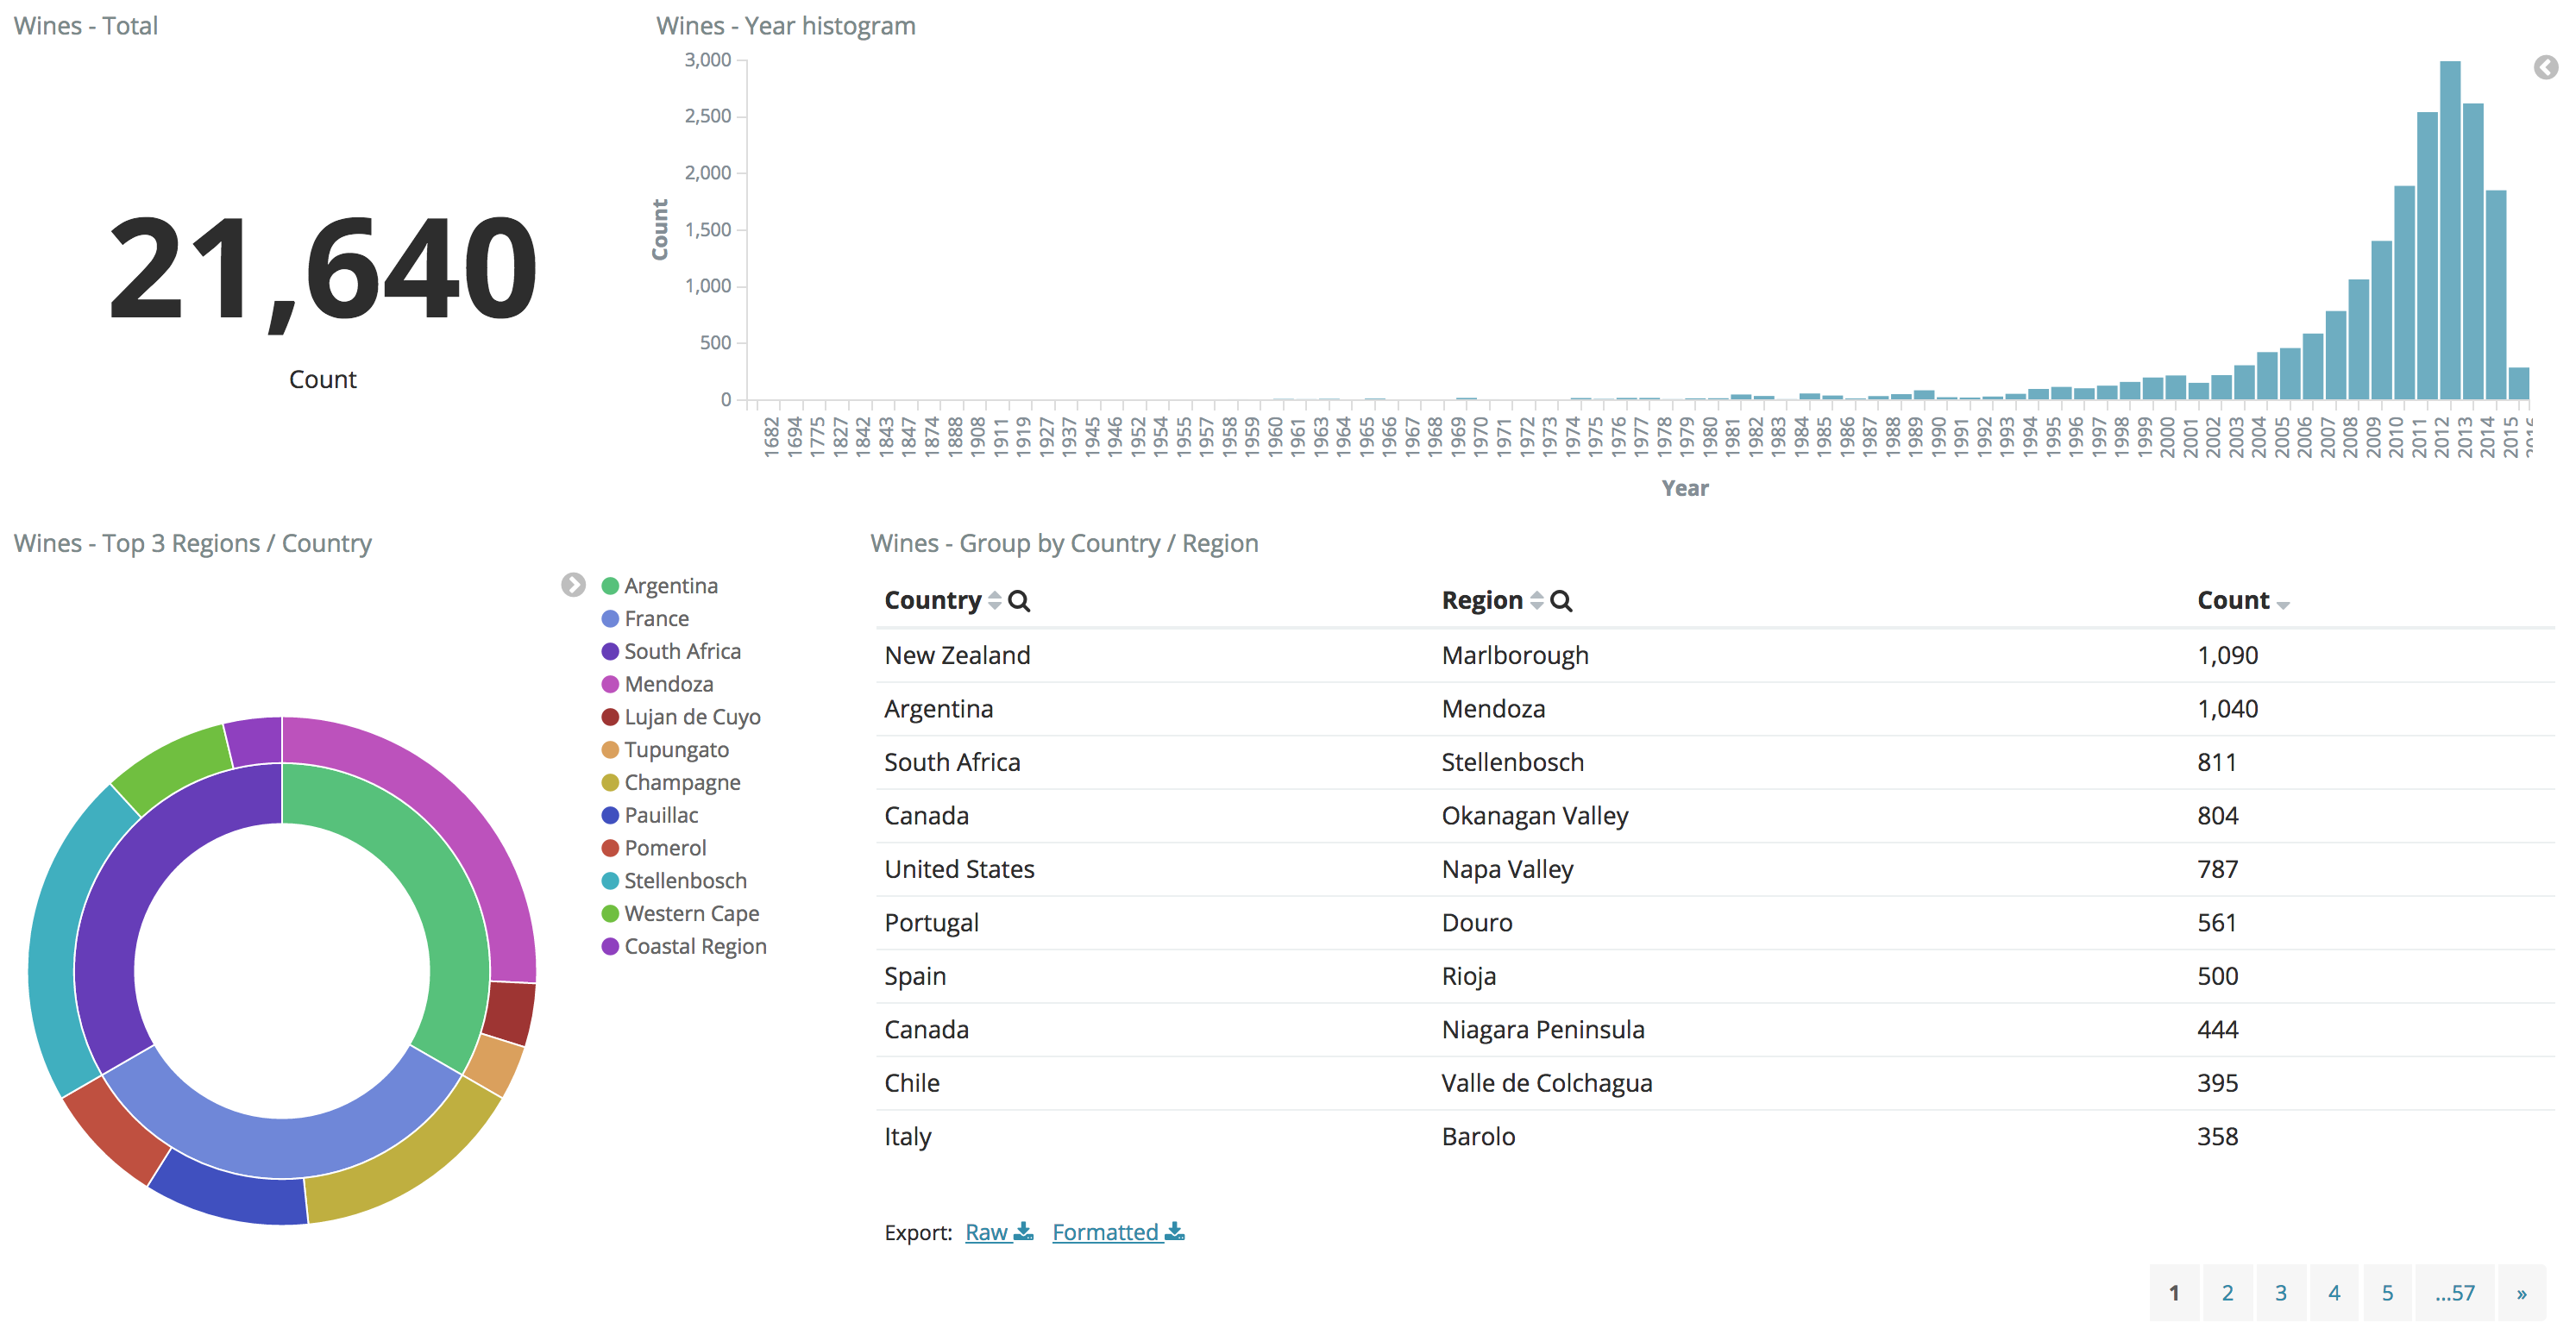 Wines - Total
21,640
Count
Wines - Year histogram
3,000
2,500
2,000
1,500
1,000
500
0
Count
1682 1694 1775 1827 1842 1843 1847 1874 1888 1908 1911 1919 1927 1937 1945 1946 1952 1954 1955 1957 1958 1959 1960 1961 1963 1964 1965 1966 1967 1968 1969 1970 1971 1972 1973 1974 1975 1976 1977 1978 1979 1980 1981 1982 1983 1984 1985 1986 1987 1988 1989 1990 1991 1992 1993 1994 1995 1996 1997 1998 1999 2000 2001 2002 2003 2004 2005 2006 2007 2008 2009 2010 2011 2012 2013 2014 2015
Year
Wines - Top 3 Regions / Country
Argentina
France
South Africa
Mendoza
Lujan de Cuyo
Tupungato
Champagne
Pauillac
Pomerol
Stellenbosch
Western Cape
Coastal Region
Wines - Group by Country / Region
Country Region Count
New Zealand Marlborough 1,090
Argentina Mendoza 1,040
South Africa Stellenbosch 811
Canada Okanagan Valley 804
United States Napa Valley 787
Portugal Douro 561
Spain Rioja 500
Canada Niagara Peninsula 444
Chile Valle de Colchagua 395
Italy Barolo 358
Export: Raw Formatted
1 2 3 4 5 ...57 »